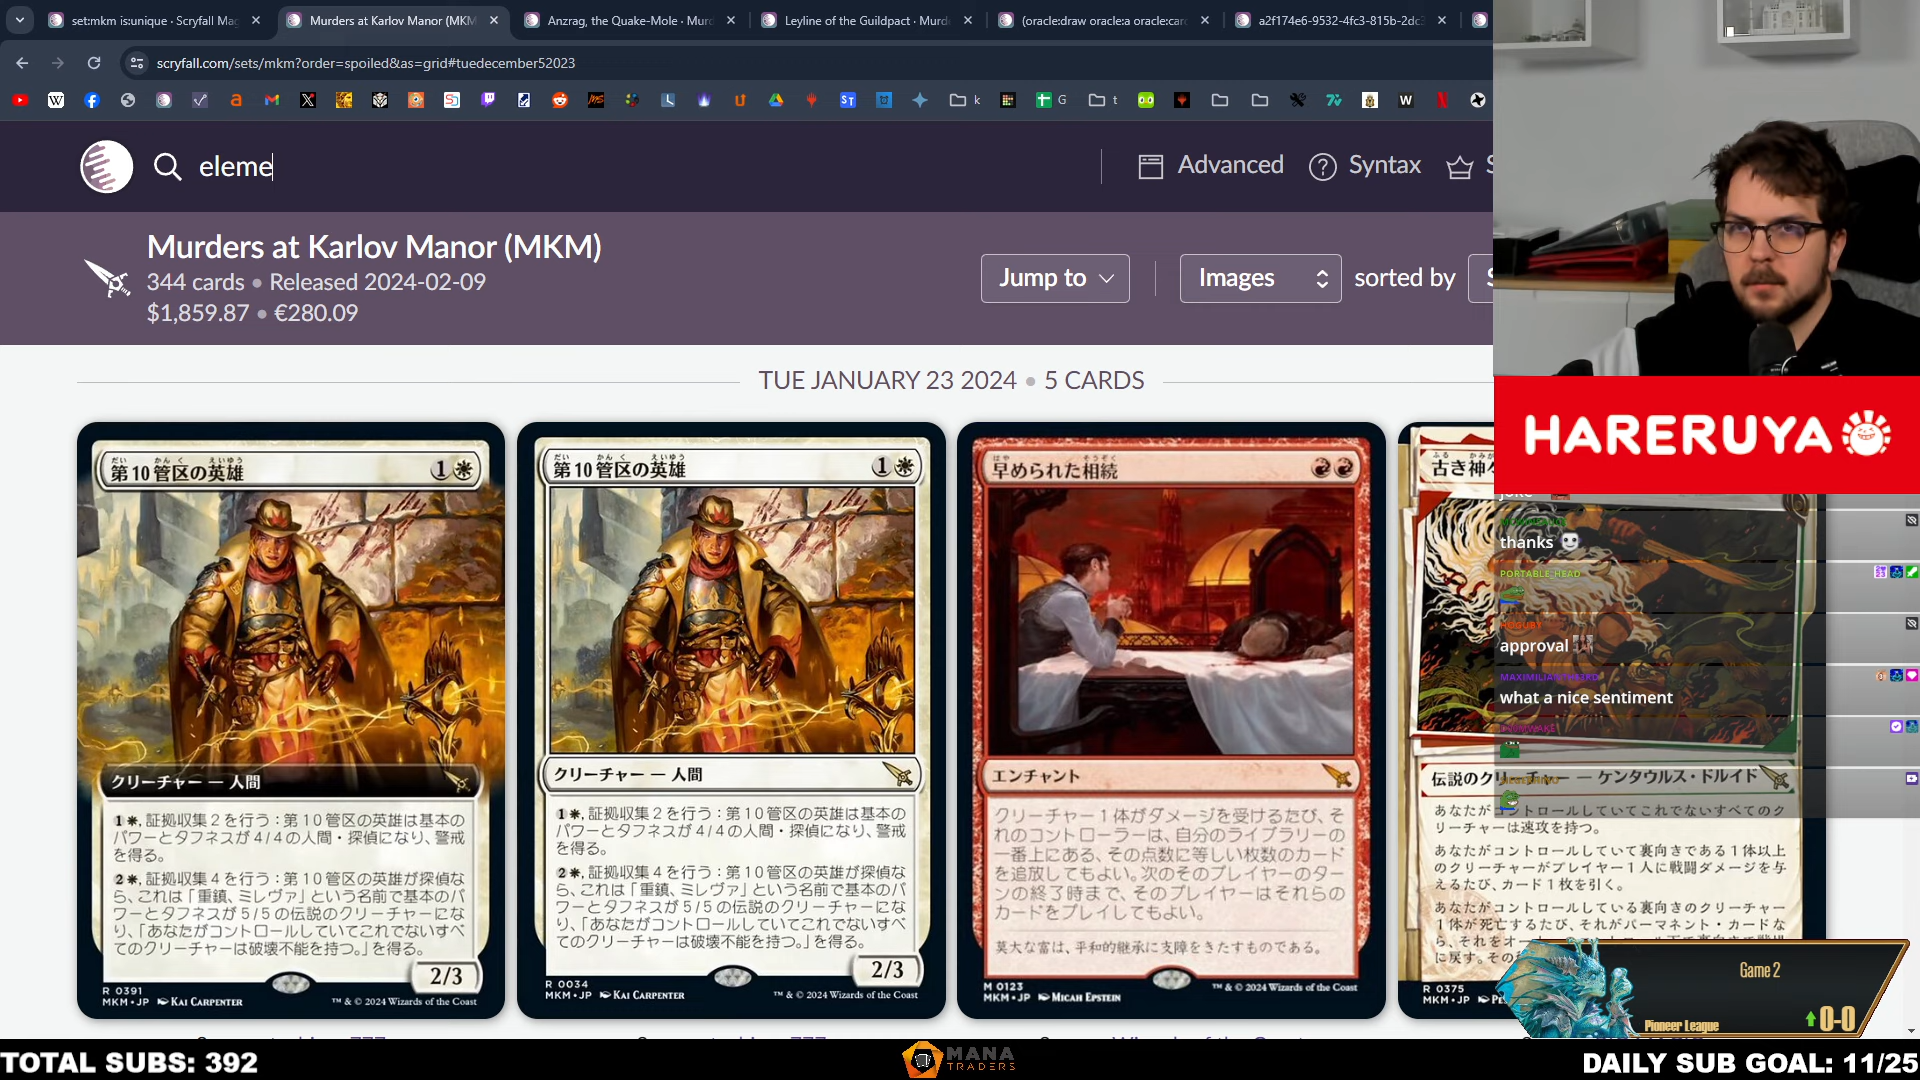 set:mkm is:unique · Scryfall Mag
Murders at Karlov Manor (MKM
Anzrag, the Quake-Mole · Murd
Leyline of the Guildpact · Murde
(oracle:draw oracle:a oracle:car
a2f174e6-9532-4fc3-815b-2dc3
scryfall.com/sets/mkm?order=spoiled&as=grid#tuedecember52023
k
G
t
eleme
Advanced
Syntax
S
Murders at Karlov Manor (MKM)
344 cards • Released 2024-02-09
$1,859.87 • €280.09
Jump to
Images
sorted by
S
TUE JANUARY 23 2024 • 5 CARDS
第10管区の英雄
1
クリーチャー — 人間
1, 証拠収集2を行う:第10管区の英雄は基本の
パワーとタフネスが4/4の人間・探偵になり、警戒
を得る。
2, 証拠収集4を行う:第10管区の英雄が探偵な
ら、これは「重鎮、ミレヴァ」という名前で基本のパ
ワーとタフネスが5/5の伝説のクリーチャーにな
り、「あなたがコントロールしていてこれでないすべ
てのクリーチャーは破壊不能を持つ。」を得る。
2/3
R 0391
MKM • JP KAI CARPENTER
™ & © 2024 Wizards of the Coast
第10管区の英雄
1
クリーチャー — 人間
1, 証拠収集2を行う:第10管区の英雄は基本の
パワーとタフネスが4/4の人間・探偵になり、警戒
を得る。
2, 証拠収集4を行う:第10管区の英雄が探偵な
ら、これは「重鎮、ミレヴァ」という名前で基本のパ
ワーとタフネスが5/5の伝説のクリーチャーにな
り、「あなたがコントロールしていてこれでないすべ
てのクリーチャーは破壊不能を持つ。」を得る。
2/3
R 0034
MKM • JP KAI CARPENTER
™ & © 2024 Wizards of the Coast
早められた相続
エンチャント
クリーチャー1体がダメージを受けるたび、そ
れのコントローラーは、自分のライブラリーの
一番上にある、その点数に等しい枚数のカード
を追放してもよい。次のそのプレイヤーのター
ンの終了時まで、そのプレイヤーはそれらの
カードをプレイしてもよい。
莫大な富は、平和的継承に支障をきたすものである。
M 0123
MKM • JP MICAH EPSTEIN
™ & © 2024 Wizards of the Coast
古き神々
伝説のクリーチャー — ケンタウルス・ドルイド
あなたがコントロールしていてこれでないすべてのク
リーチャーは速攻を持つ。
あなたがコントロールしていて裏向きである1体以上
のクリーチャーがプレイヤー1人に戦闘ダメージを与
えるたび、カード1枚を引く。
あなたがコントロールしている裏向きのクリーチャー
1体が死亡するたび、それがパーマネント・カードな
ら、それをオー
に戻す。その
R 0375
MKM • JP
HARERUYA
joke
thanks
PORTABLE_HEAD
approval
what a nice sentiment
Game 2
Pioneer League
0-0
TOTAL SUBS: 392
MANA
TRADERS
DAILY SUB GOAL: 11/25